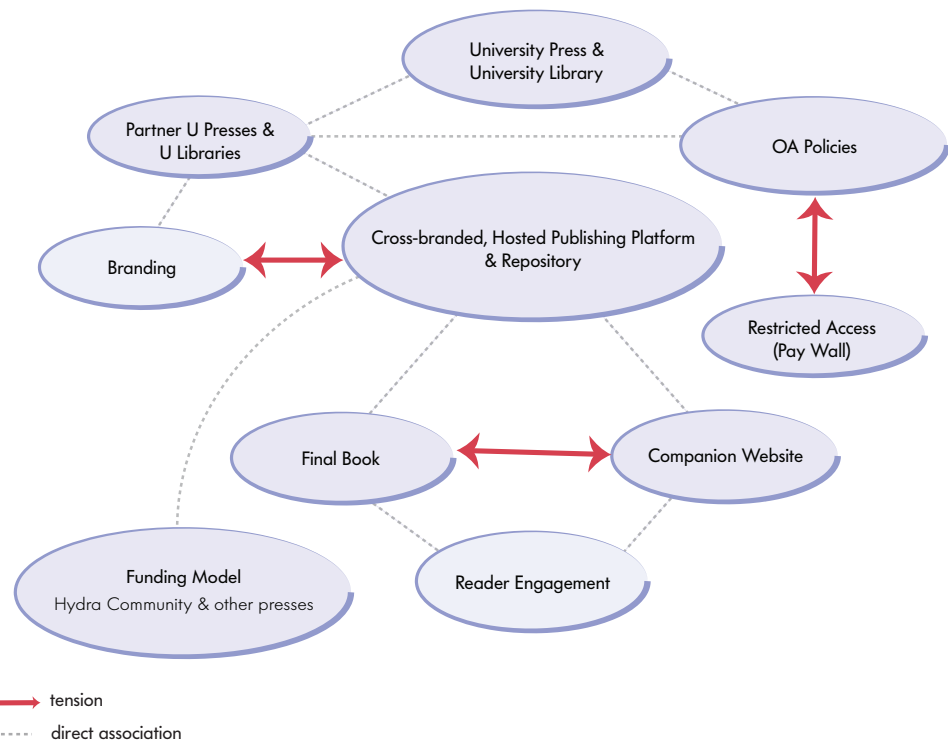 University Press &
University Library
Partner U Presses &
U Libraries
OA Policies
Cross-branded, Hosted Publishing Platform
& Repository
Branding
Restricted Access
(Pay Wall)
Final Book
Companion Website
Funding Model
Hydra Community & other presses
Reader Engagement
tension
direct association